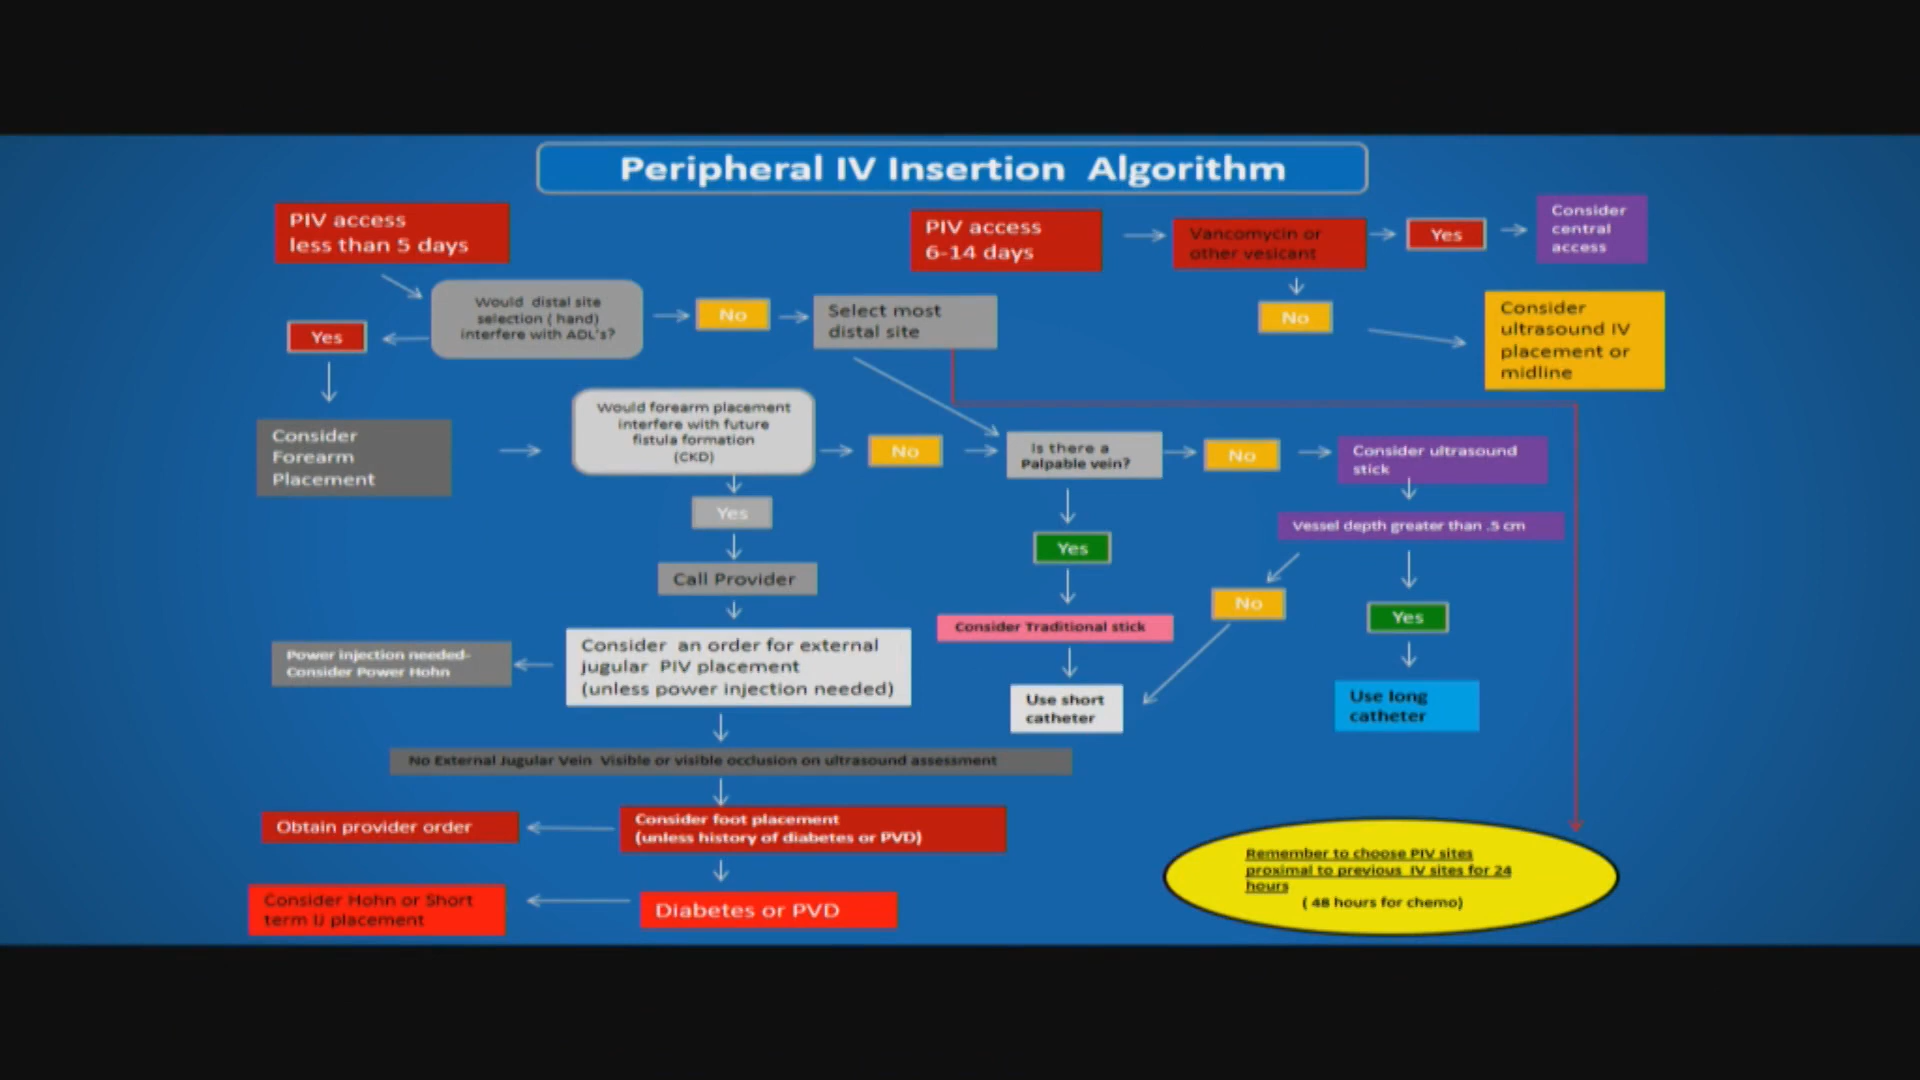 Peripheral IV Insertion Algorithm
PIV access
less than 5 days
PIV access
6-14 days
Vancomycin or
other vesicant
Yes
Consider
central
access
Would distal site
selection ( hand)
interfere with ADL's?
No
Select most
distal site
No
Consider
ultrasound IV
placement or
midline
Yes
Consider
Forearm
Placement
Would forearm placement
interfere with future
fistula formation
(CKD)
No
Is there a
Palpable vein?
No
Consider ultrasound
stick
Yes
Vessel depth greater than .5 cm
Yes
Call Provider
No
Yes
Consider Traditional stick
Power injection needed-
Consider Power Hohn
Consider an order for external
jugular PIV placement
(unless power injection needed)
Use short
catheter
Use long
catheter
No External Jugular Vein Visible or visible occlusion on ultrasound assessment
Obtain provider order
Consider foot placement
(unless history of diabetes or PVD)
Remember to choose PIV sites
proximal to previous IV sites for 24
hours
( 48 hours for chemo)
Consider Hohn or Short
term IJ placement
Diabetes or PVD